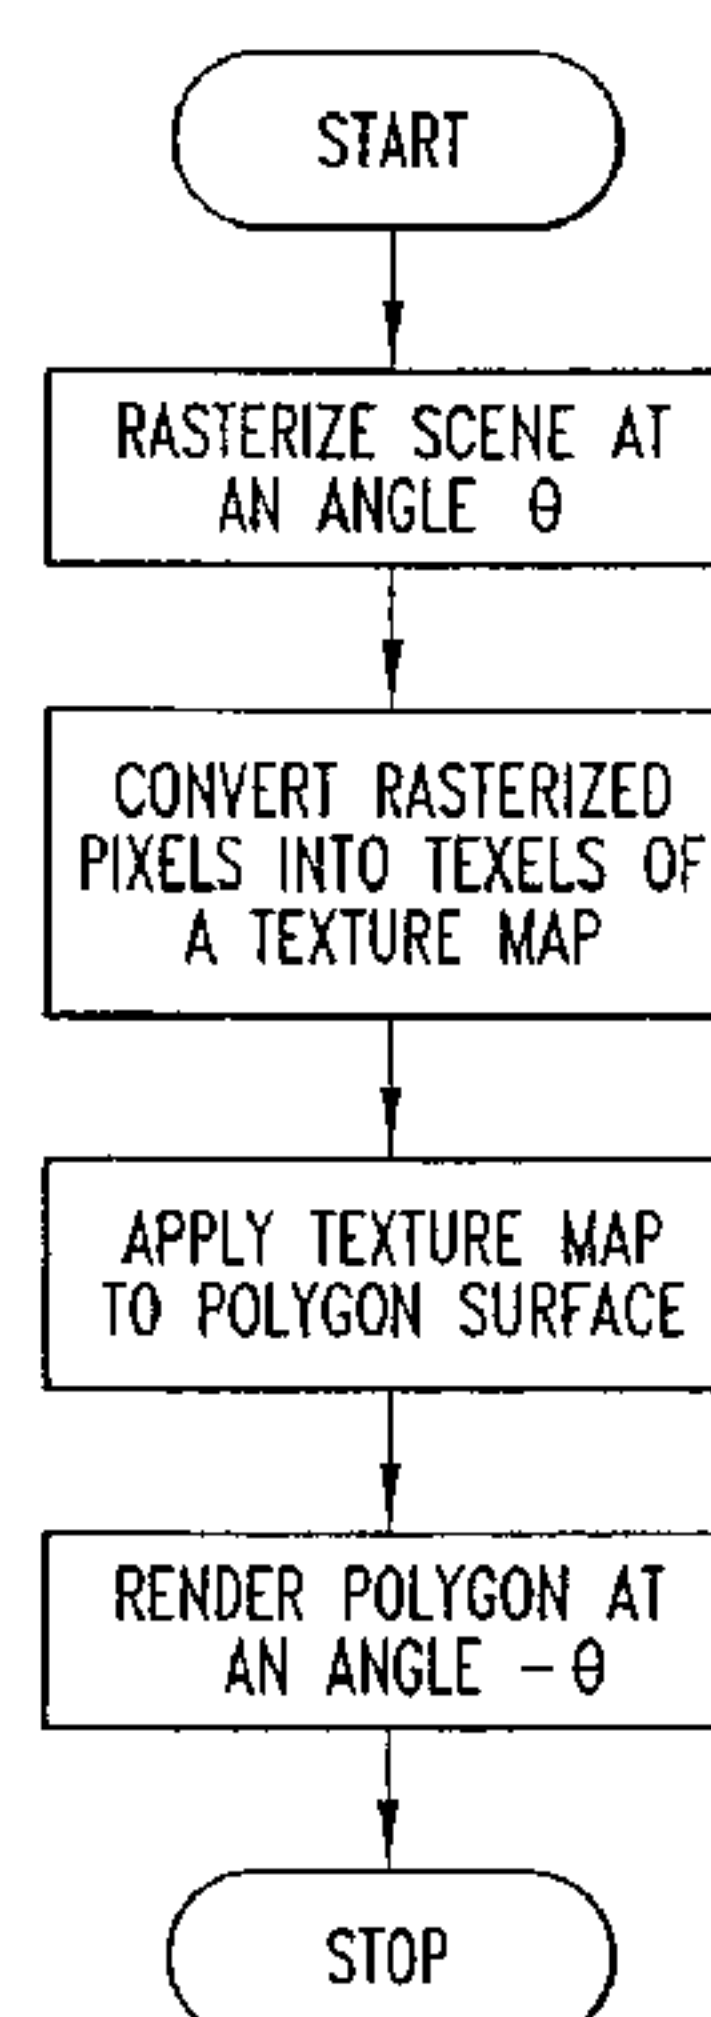 START
RASTERIZE SCENE AT
AN ANGLE θ
CONVERT RASTERIZED
PIXELS INTO TEXELS OF
A TEXTURE MAP
APPLY TEXTURE MAP
TO POLYGON SURFACE
RENDER POLYGON AT
AN ANGLE -θ
STOP